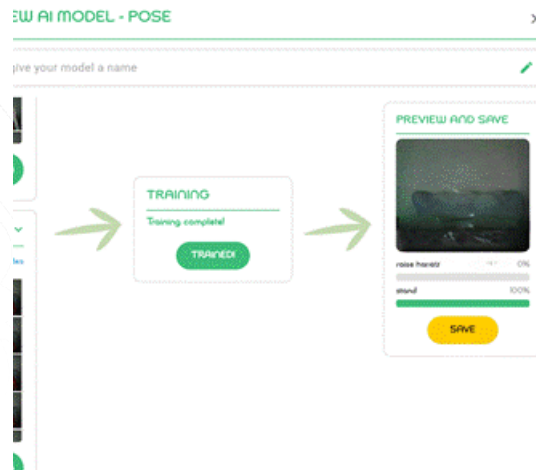 EW AI MODEL - POSE
give your model a name
TRAINING
Training complete!
TRAINED!
PREVIEW AND SAVE
raise hands
0%
stand
100%
SAVE